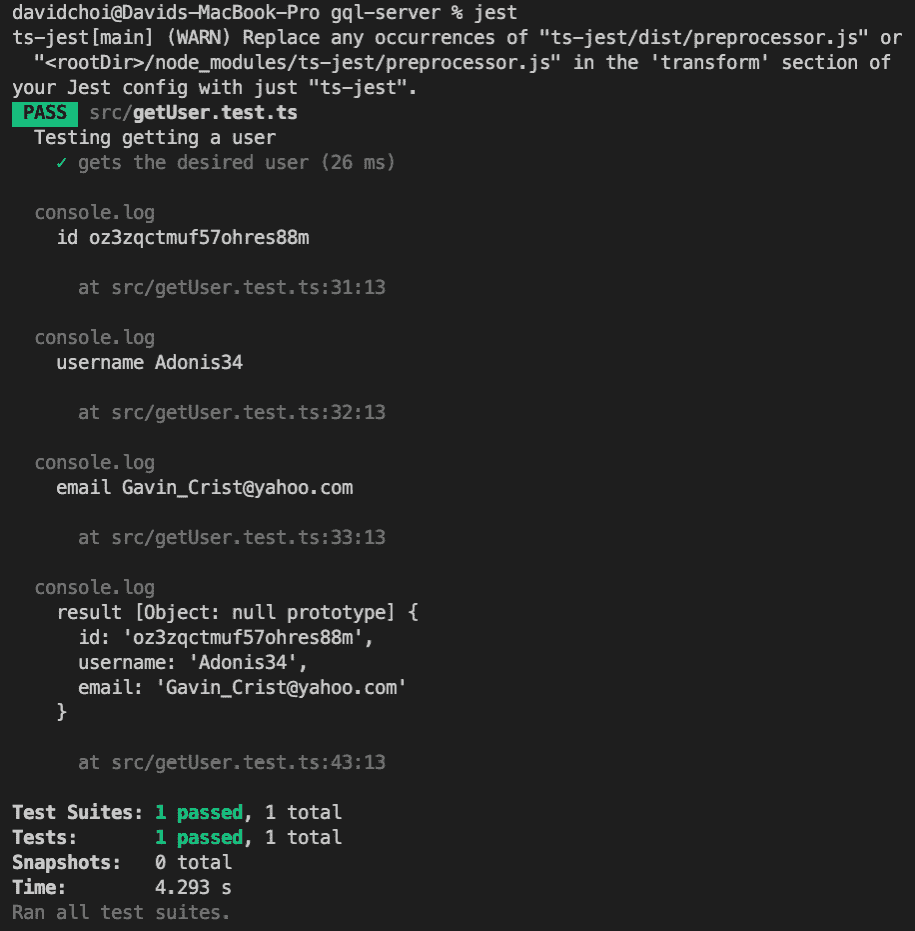 davidchoi@Davids-MacBook-Pro gql-server % jest
ts-jest[main] (WARN) Replace any occurrences of "ts-jest/dist/preprocessor.js" or
"<rootDir>/node_modules/ts-jest/preprocessor.js" in the 'transform' section of
your Jest config with just "ts-jest".
PASS src/getUser.test.ts
Testing getting a user
✓ gets the desired user (26 ms)
console.log
id oz3zqctmuf57ohres88m
at src/getUser.test.ts:31:13
console.log
username Adonis34
at src/getUser.test.ts:32:13
console.log
email Gavin_Crist@yahoo.com
at src/getUser.test.ts:33:13
console.log
result [Object: null prototype] {
id: 'oz3zqctmuf57ohres88m',
username: 'Adonis34',
email: 'Gavin_Crist@yahoo.com'
}
at src/getUser.test.ts:43:13
Test Suites: 1 passed, 1 total
Tests: 1 passed, 1 total
Snapshots: 0 total
Time: 4.293 s
Ran all test suites.